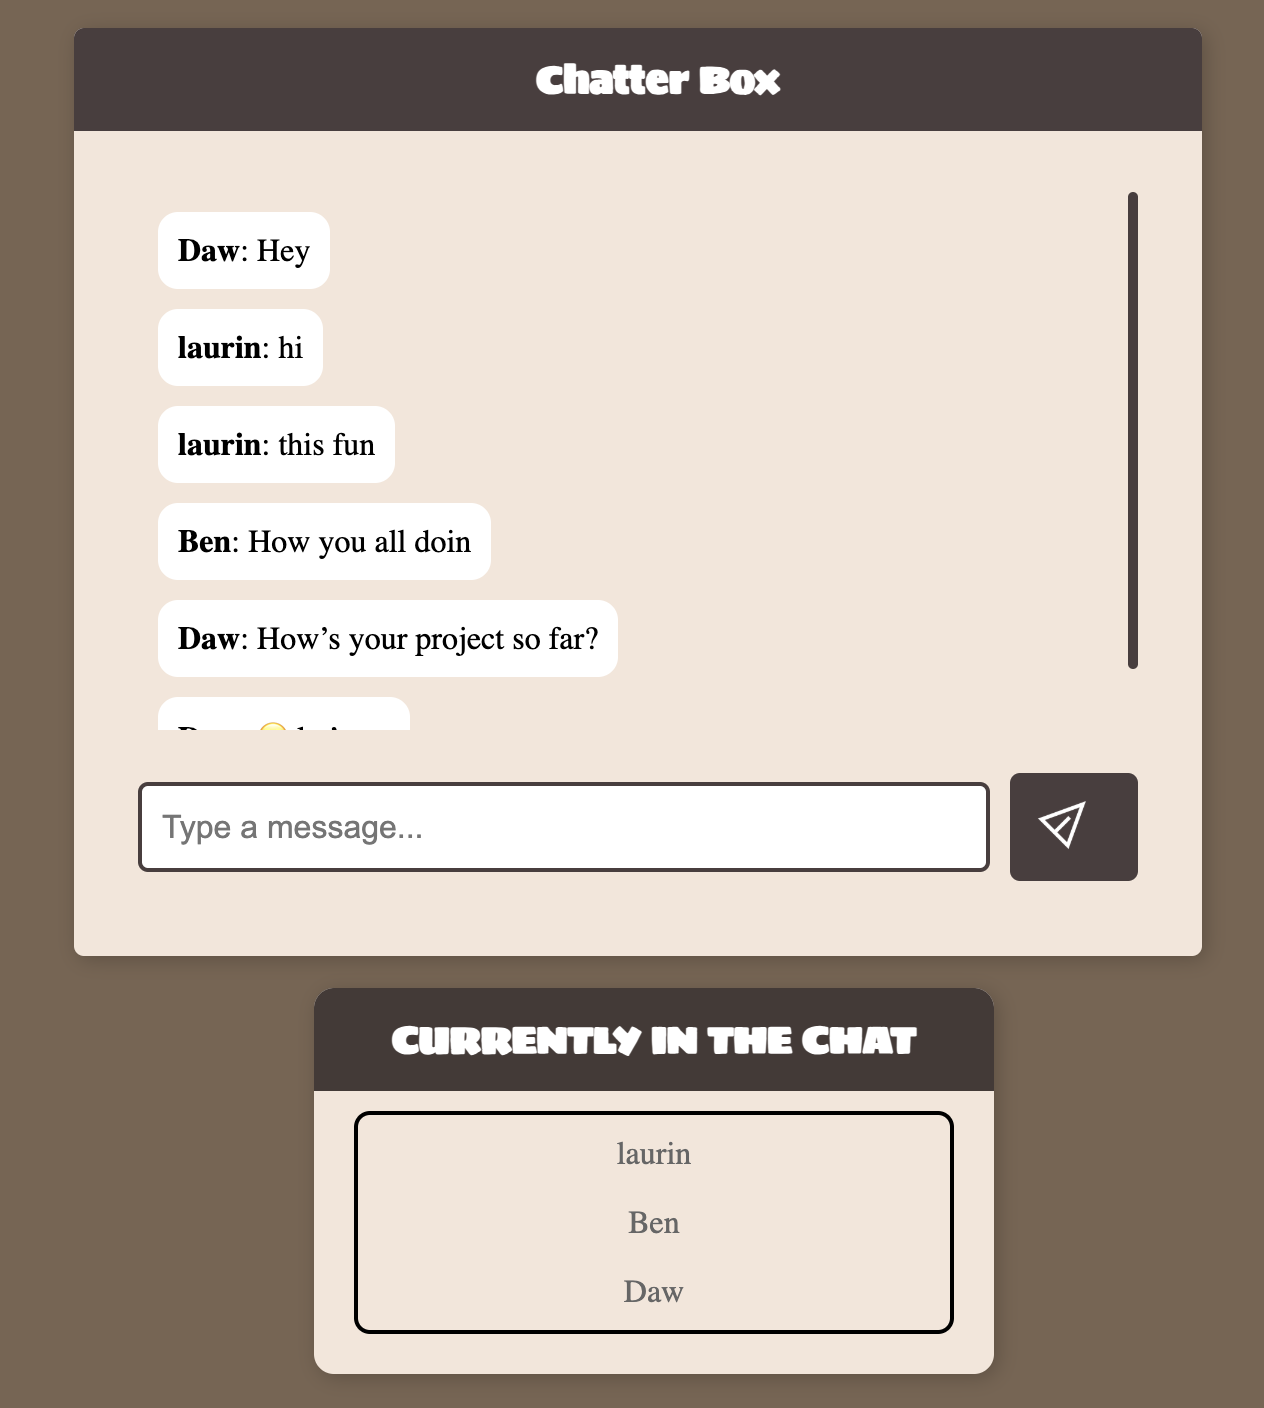 Chatter Box
Daw: Hey
laurin: hi
laurin: this fun
Ben: How you all doin
Daw: How’s your project so far?
Type a message...
CURRENTLY IN THE CHAT
laurin
Ben
Daw